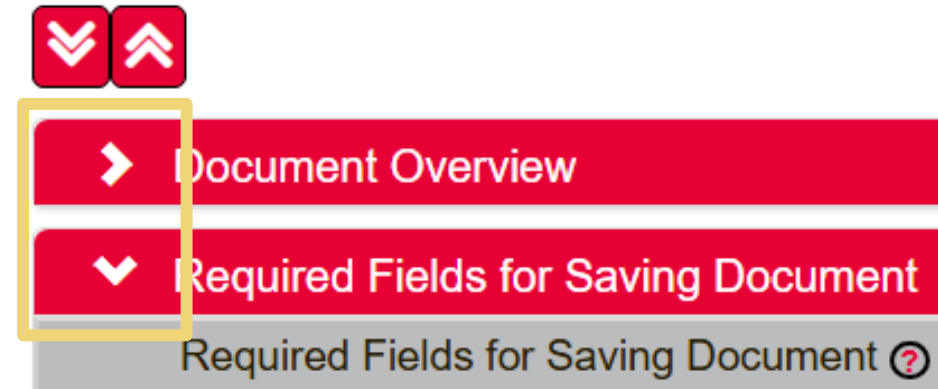 Document Overview
Required Fields for Saving Document
Required Fields for Saving Document ?